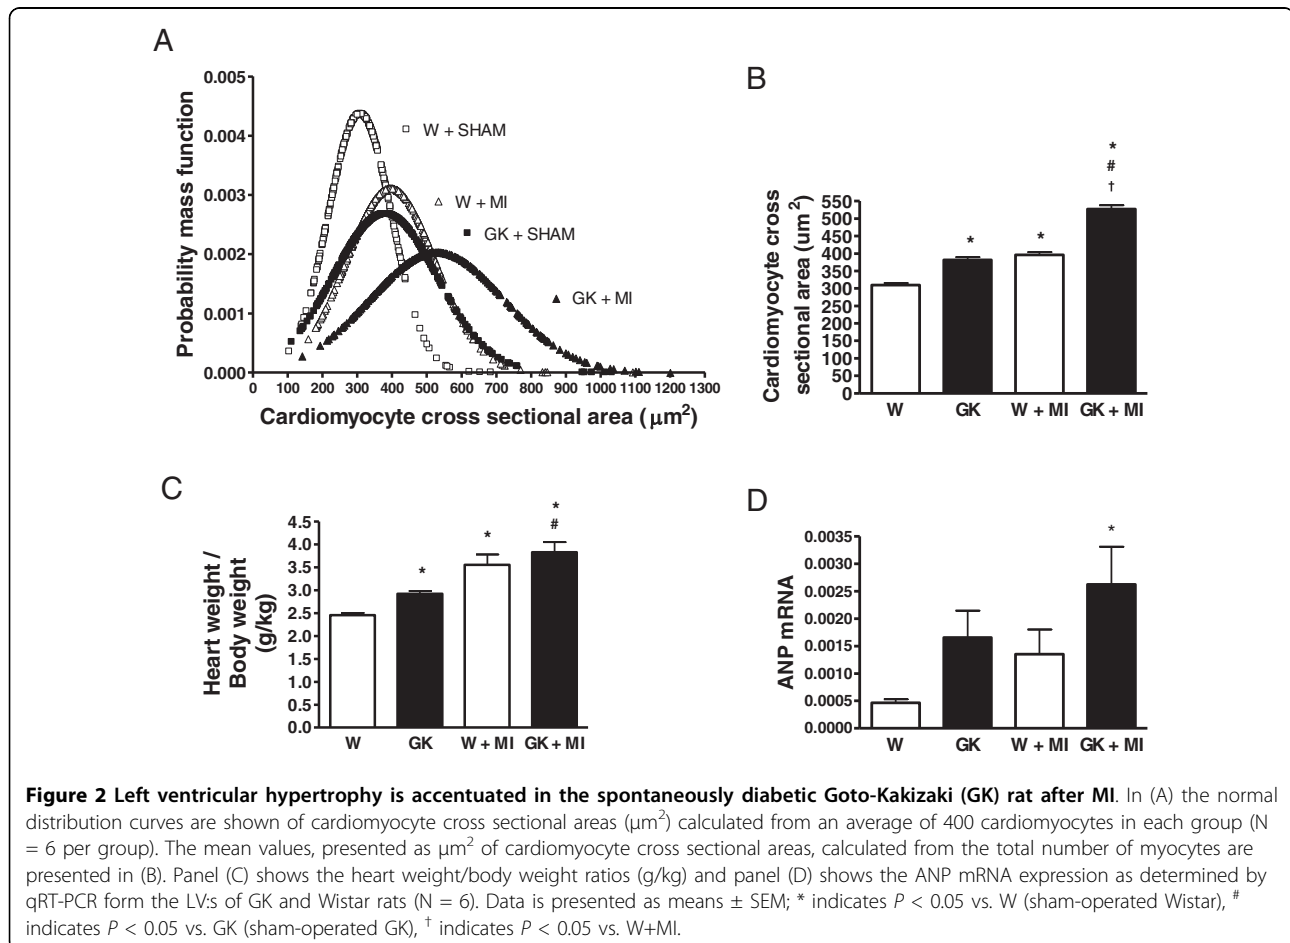 A
0.005
0.004
0.003
0.002
0.001
0.000
Probability mass function
W + SHAM
W + MI
GK + SHAM
GK + MI
0 100 200 300 400 500 600 700 800 900 1000 1100 1200 1300
Cardiomyocyte cross sectional area (μm²)
B
Cardiomyocyte cross
sectional area (um²)
550
500
450
400
350
300
250
200
150
100
50
0
* * *
#
†
W GK W + MI GK + MI
C
Heart weight /
Body weight
(g/kg)
4.5
4.0
3.5
3.0
2.5
2.0
1.5
1.0
0.5
0.0
* * *
#
W GK W + MI GK + MI
D
ANP mRNA
0.0035
0.0030
0.0025
0.0020
0.0015
0.0010
0.0005
0.0000
*
W GK W + MI GK + MI
Figure 2 Left ventricular hypertrophy is accentuated in the spontaneously diabetic Goto-Kakizaki (GK) rat after MI. In (A) the normal
distribution curves are shown of cardiomyocyte cross sectional areas (μm²) calculated from an average of 400 cardiomyocytes in each group (N
= 6 per group). The mean values, presented as μm² of cardiomyocyte cross sectional areas, calculated from the total number of myocytes are
presented in (B). Panel (C) shows the heart weight/body weight ratios (g/kg) and panel (D) shows the ANP mRNA expression as determined by
qRT-PCR form the LV:s of GK and Wistar rats (N = 6). Data is presented as means ± SEM; * indicates P < 0.05 vs. W (sham-operated Wistar), #
indicates P < 0.05 vs. GK (sham-operated GK), † indicates P < 0.05 vs. W+MI.